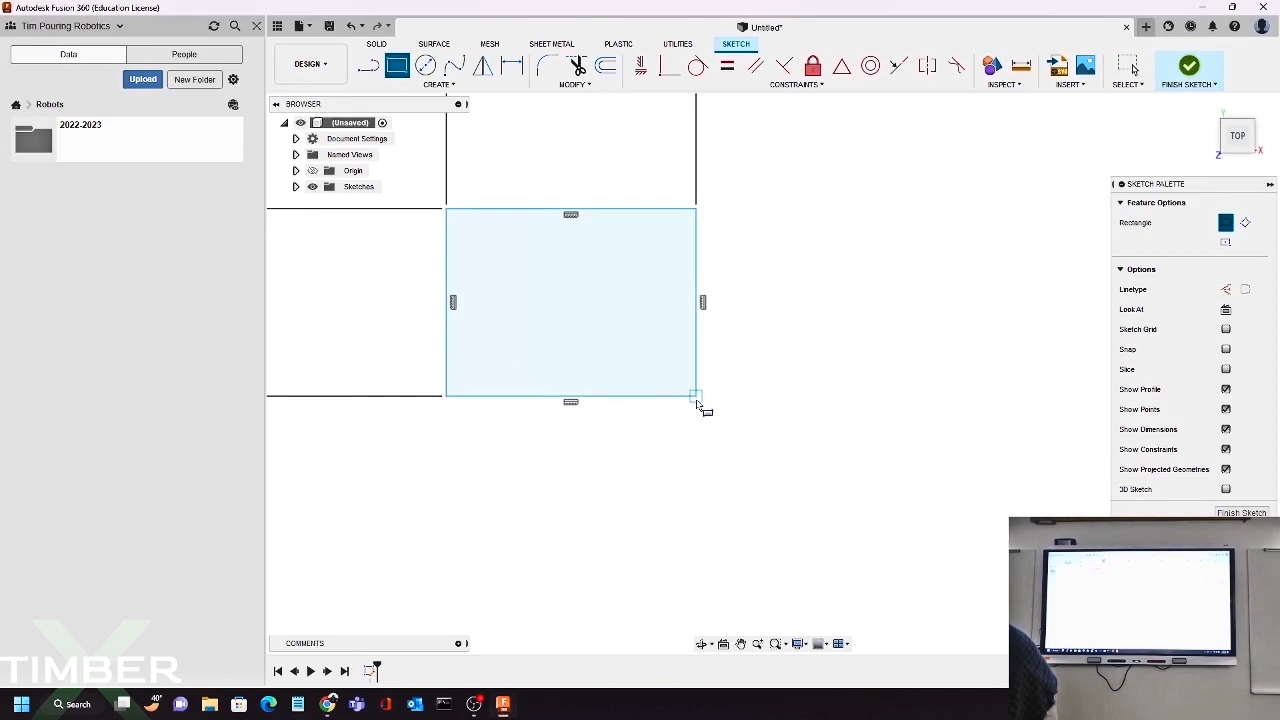 Autodesk Fusion 360 (Education License)
Tim Pouring Robotics
Untitled*
Data
People
Upload
New Folder
Robots
2022-2023
DESIGN
SOLID
SURFACE
MESH
SHEET METAL
PLASTIC
UTILITIES
SKETCH
CREATE
MODIFY
CONSTRAINTS
INSPECT
INSERT
SELECT
FINISH SKETCH
BROWSER
(Unsaved)
Document Settings
Named Views
Origin
Sketches
Y
TOP
X
Z
SKETCH PALETTE
Feature Options
Rectangle
Options
Linetype
Look At
Sketch Grid
Snap
Slice
Show Profile
Show Points
Show Dimensions
Show Constraints
Show Projected Geometries
3D Sketch
Finish Sketch
COMMENTS
X
TIMBER
Search
40°